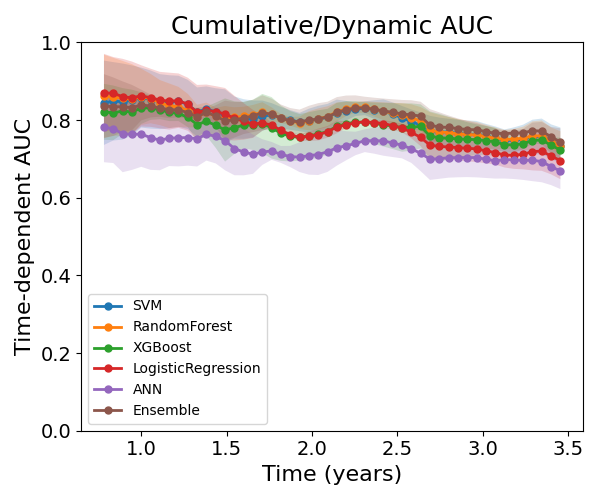 Cumulative/Dynamic AUC
Time-dependent AUC
1.0
0.8
0.6
0.4
0.2
0.0
SVM
RandomForest
XGBoost
LogisticRegression
ANN
Ensemble
1.0 1.5 2.0 2.5 3.0 3.5
Time (years)